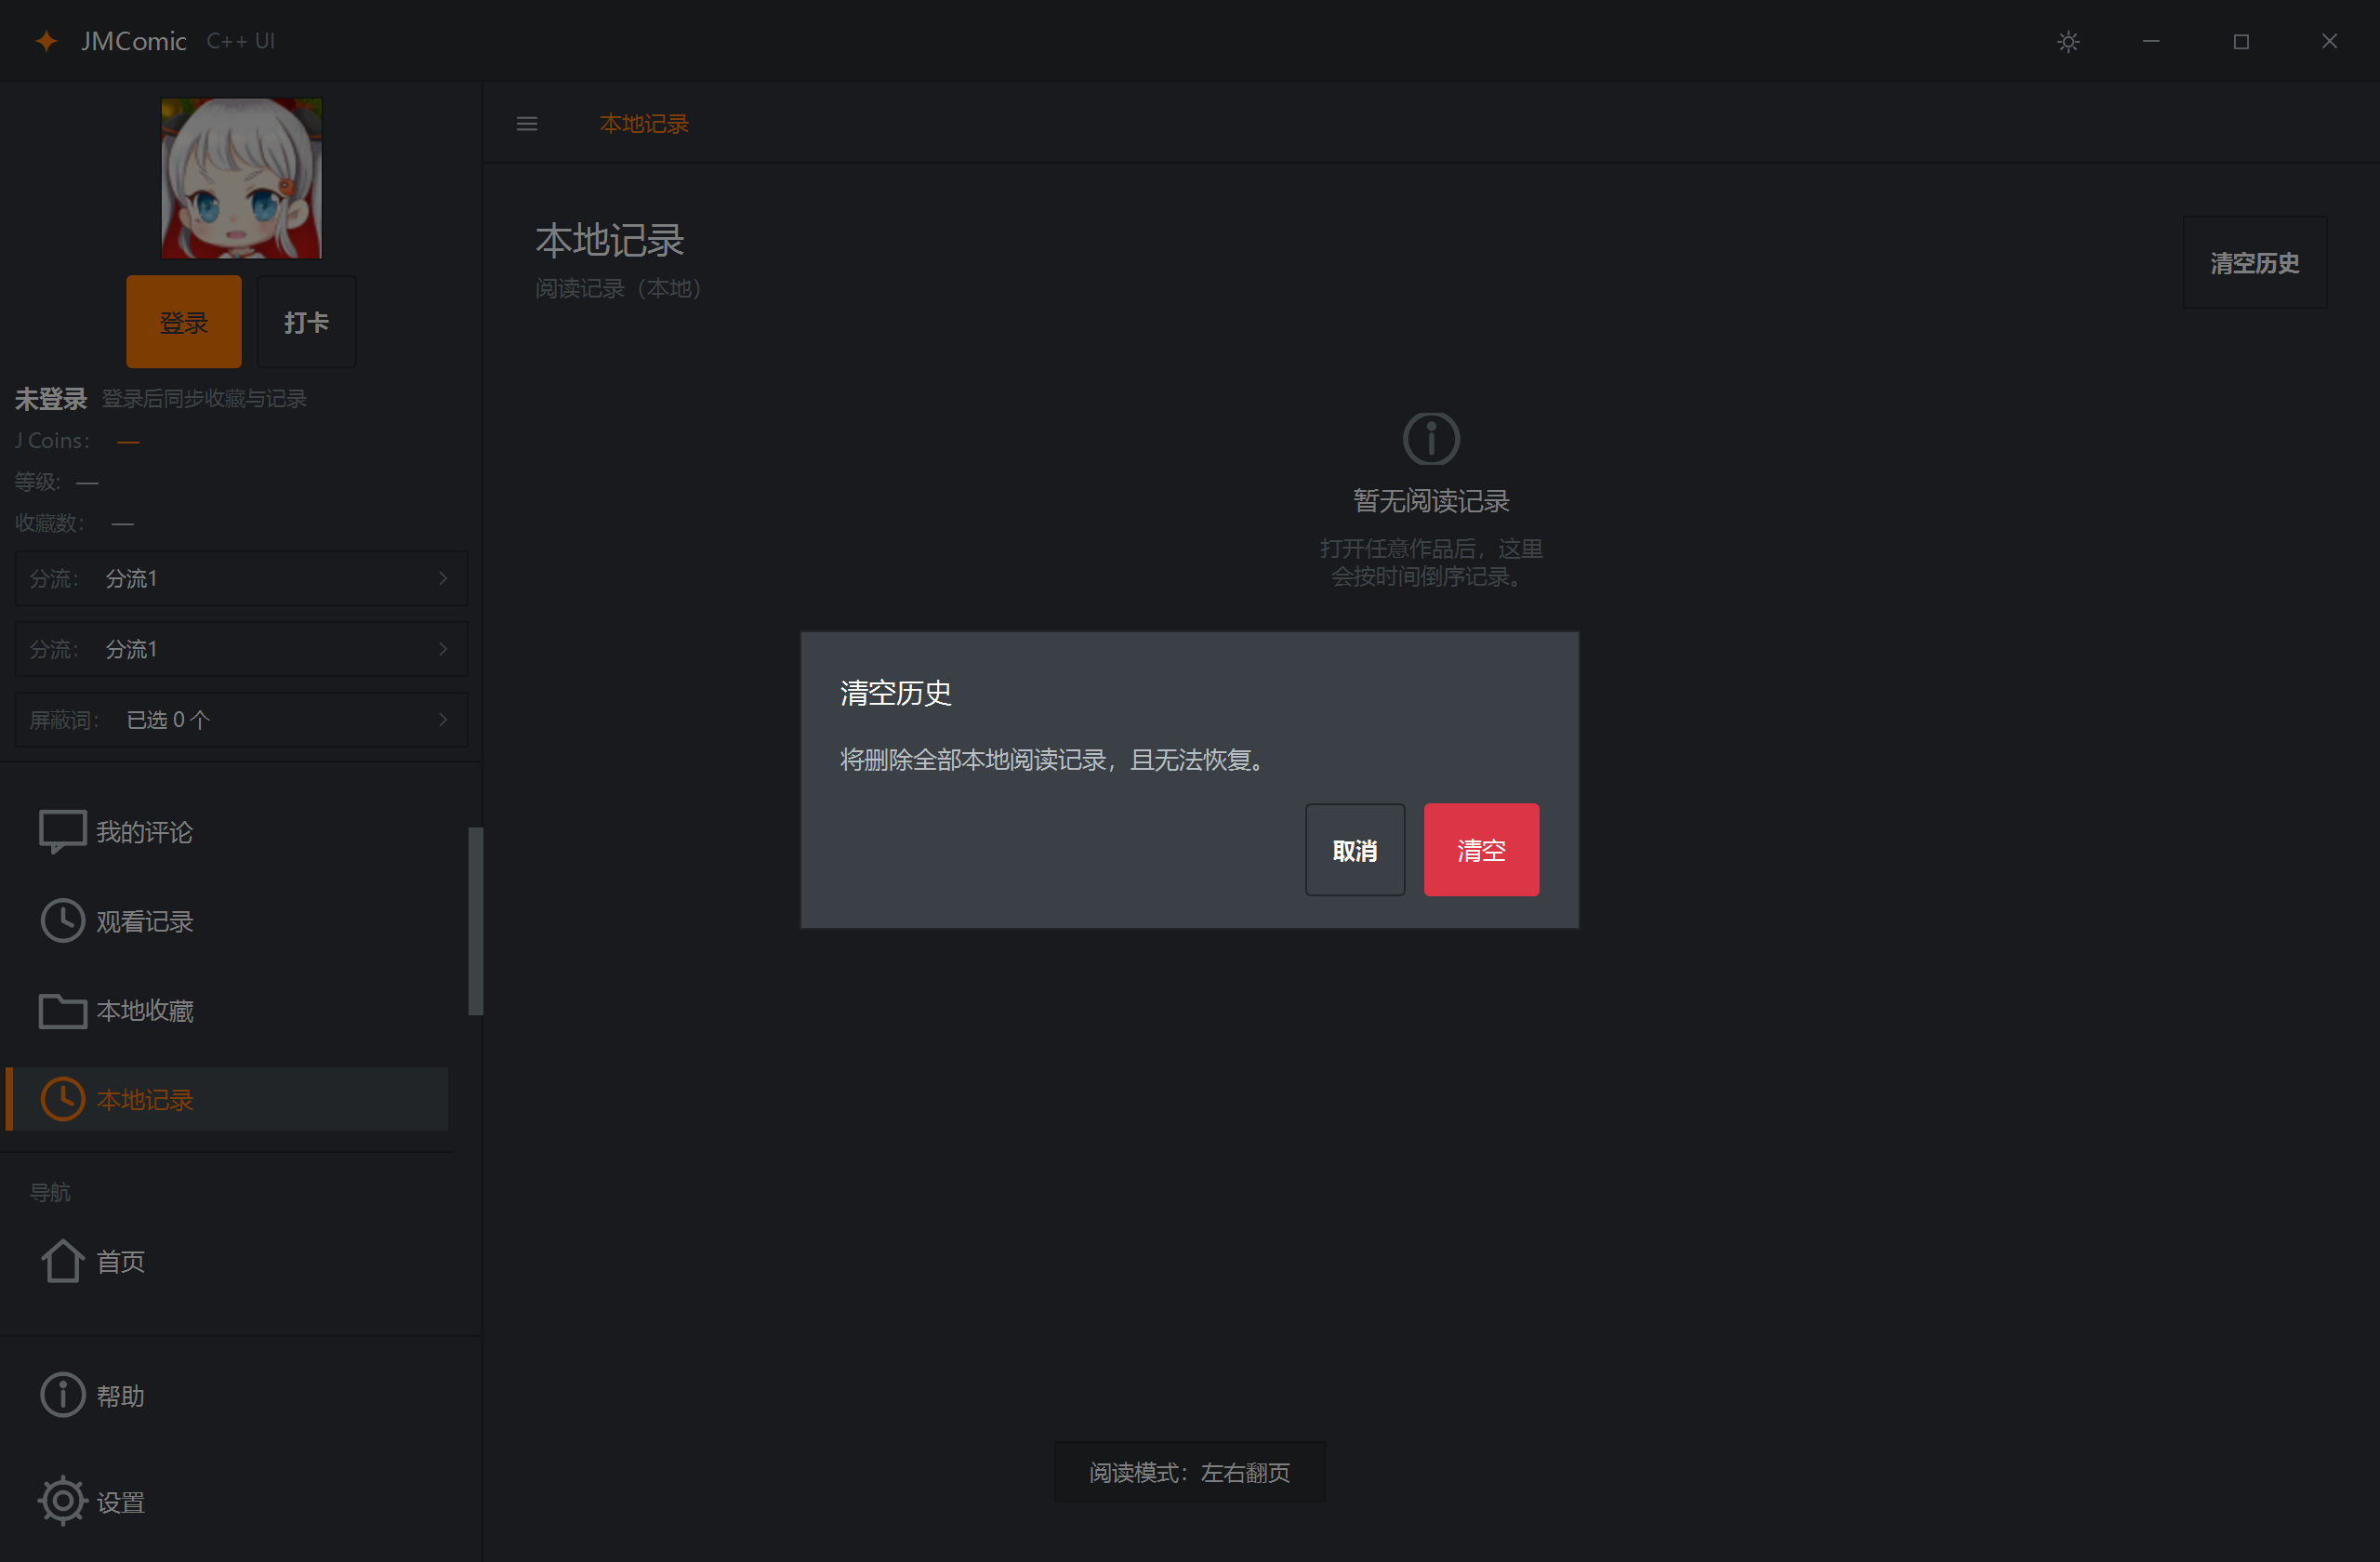 JMComic C++ UI
本地记录
登录
打卡
未登录 登录后同步收藏与记录
J Coins: —
等级: —
收藏数: —
分流: 分流1
分流: 分流1
屏蔽词: 已选 0 个
我的评论
观看记录
本地收藏
本地记录
导航
首页
帮助
设置
本地记录
阅读记录（本地）
清空历史
暂无阅读记录
打开任意作品后，这里
会按时间倒序记录。
清空历史
将删除全部本地阅读记录，且无法恢复。
取消
清空
阅读模式：左右翻页